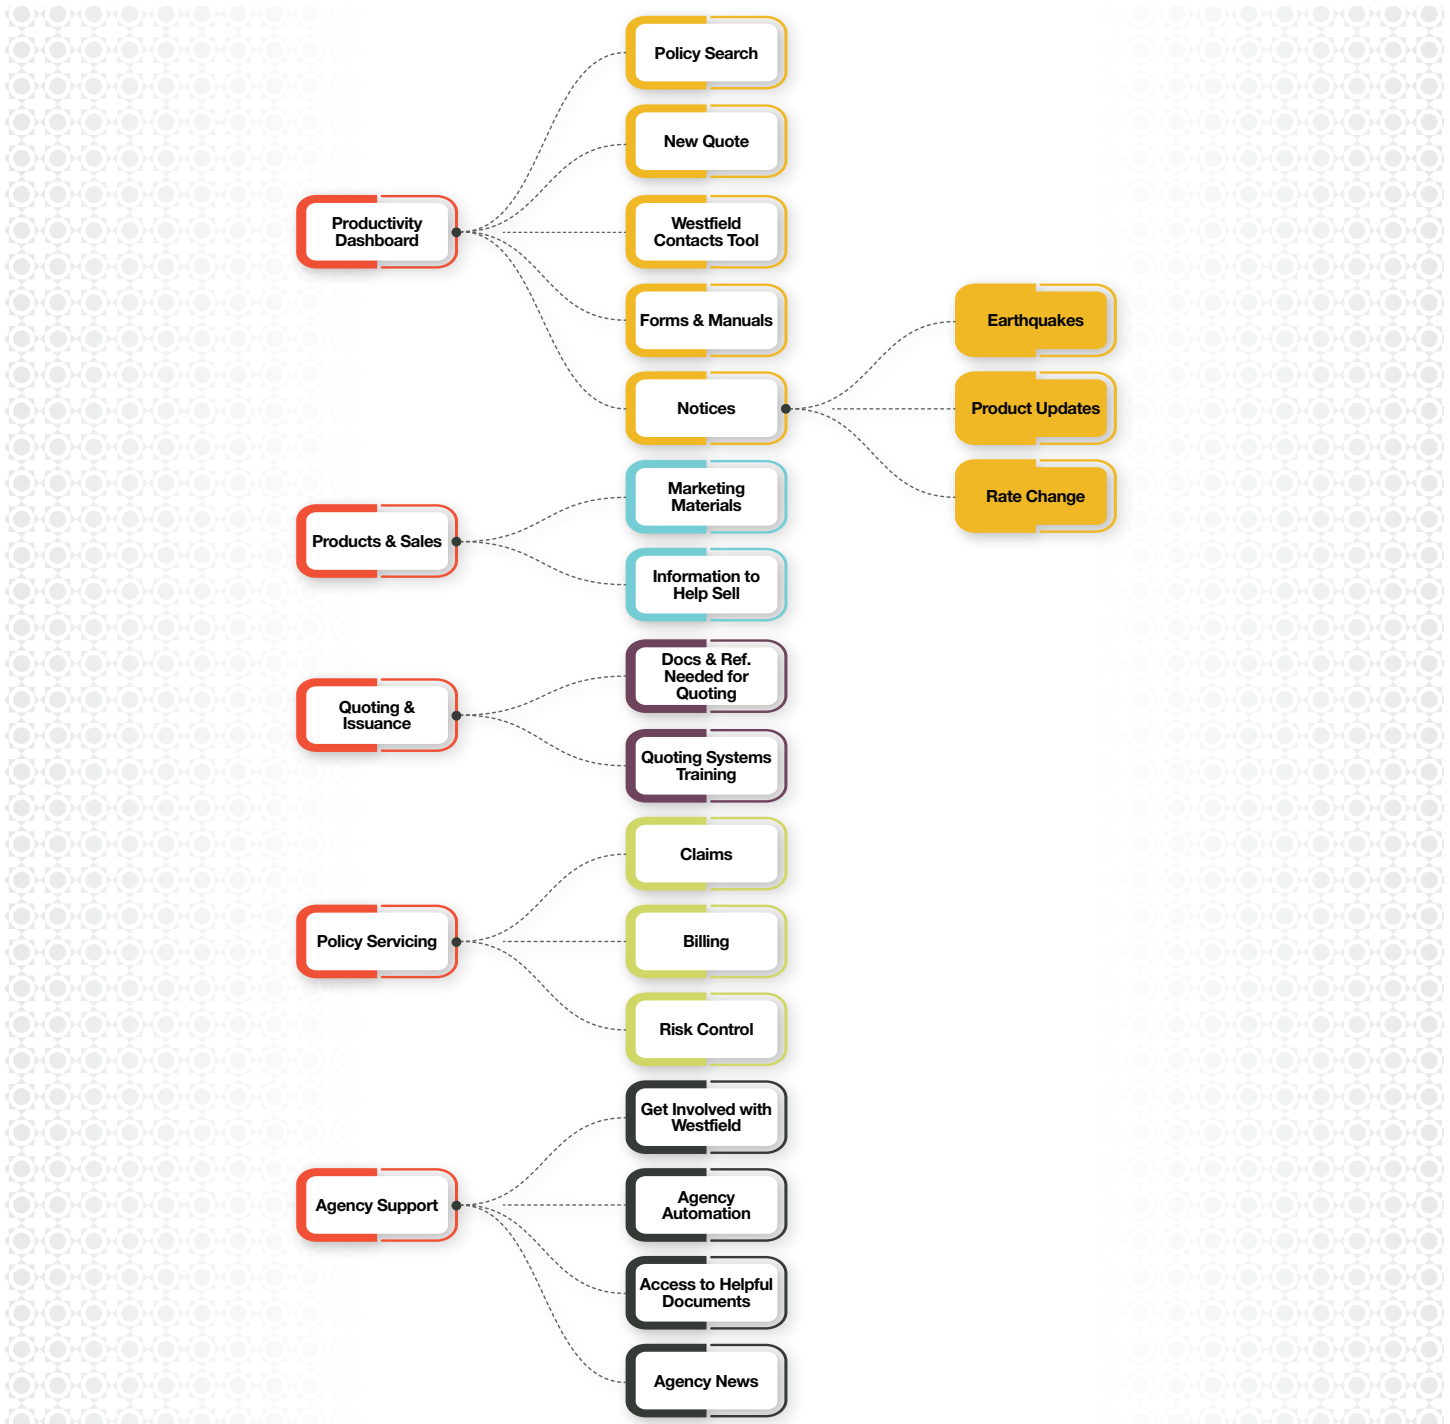 Policy Search
New Quote
Productivity
Dashboard
Westfield
Contacts Tool
Forms & Manuals
Notices
Earthquakes
Product Updates
Rate Change
Products & Sales
Marketing
Materials
Information to
Help Sell
Quoting &
Issuance
Docs & Ref.
Needed for
Quoting
Quoting Systems
Training
Policy Servicing
Claims
Billing
Risk Control
Agency Support
Get Involved with
Westfield
Agency
Automation
Access to Helpful
Documents
Agency News